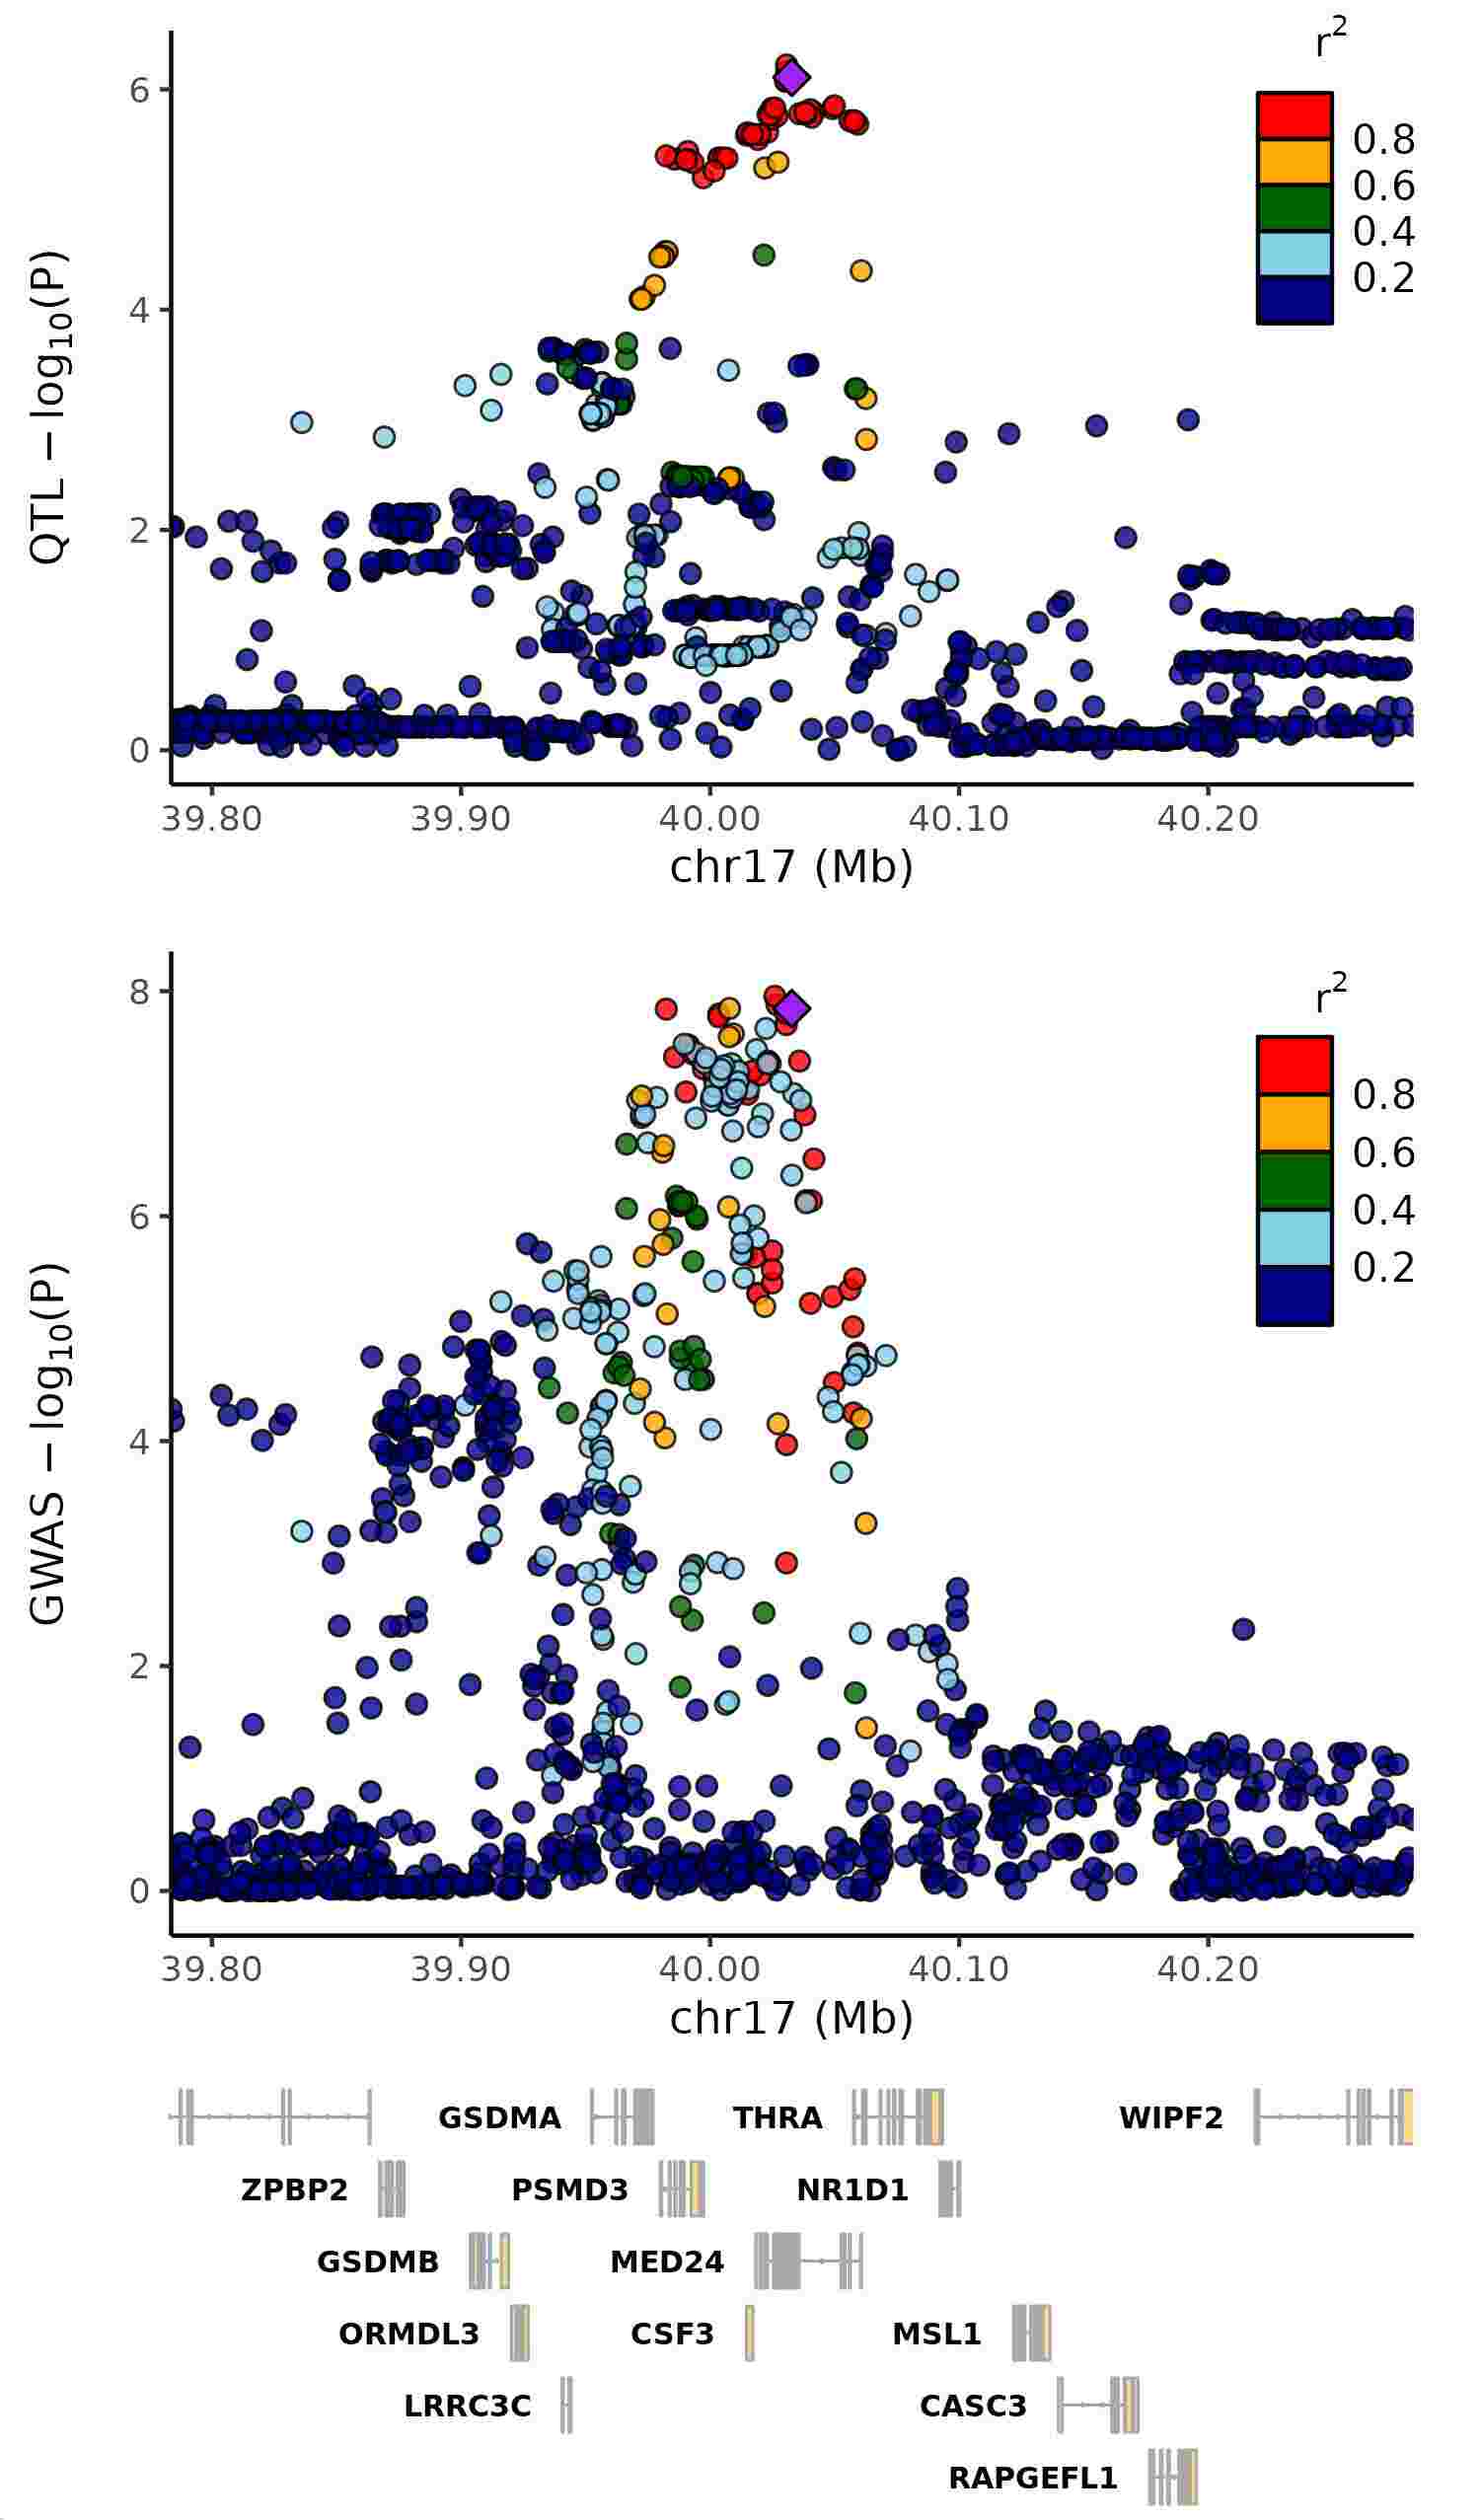 r²
6
4
2
0
QTL − log₁₀(P)
0.8
0.6
0.4
0.2
39.80 39.90 40.00 40.10 40.20
chr17 (Mb)
r²
8
6
4
2
0
GWAS − log₁₀(P)
0.8
0.6
0.4
0.2
39.80 39.90 40.00 40.10 40.20
chr17 (Mb)
GSDMA THRA WIPF2
ZPBP2 PSMD3 NR1D1
GSDMB MED24
ORMDL3 CSF3 MSL1
LRRC3C CASC3
RAPGEFL1